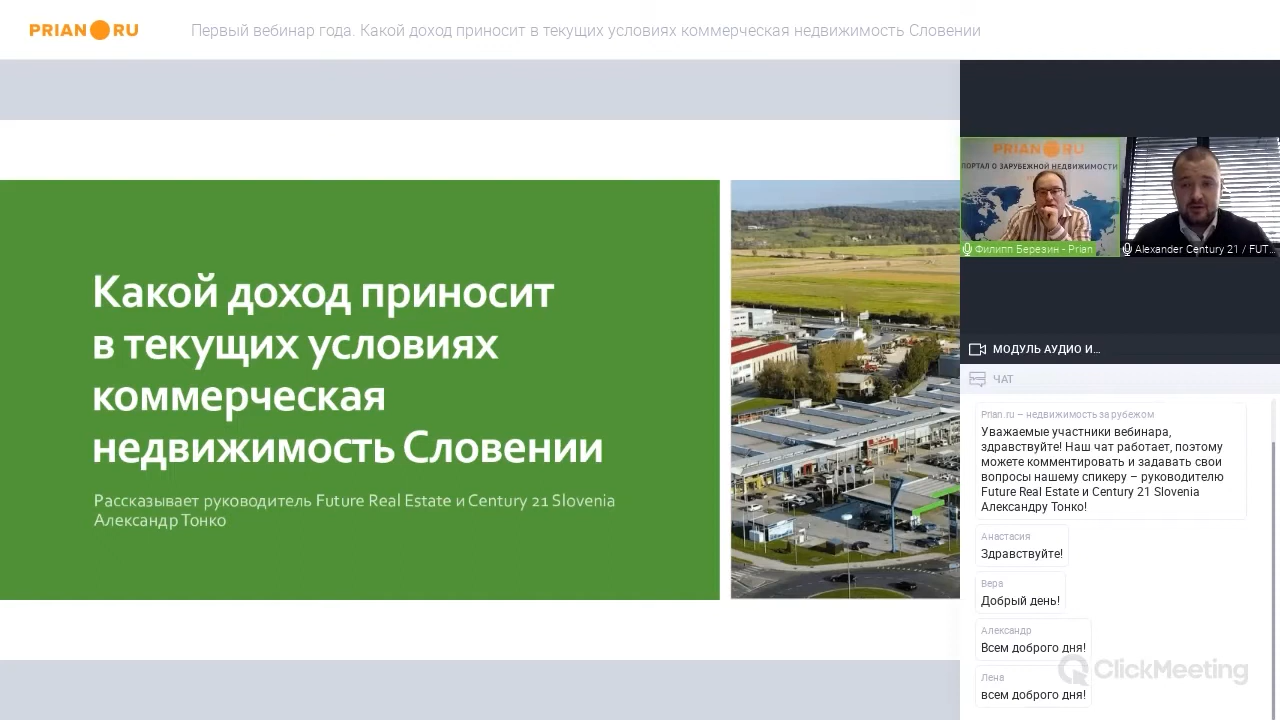 PRIAN RU
Первый вебинар года. Какой доход приносит в текущих условиях коммерческая недвижимость Словении
Какой доход приносит
в текущих условиях
коммерческая
недвижимость Словении
Рассказывает руководитель Future Real Estate и Century 21 Slovenia
Александр Тонко
PRIAN RU
ПОРТАЛ О ЗАРУБЕЖНОЙ НЕДВИЖИМОСТИ
Филипп Березин - Prian
Alexander Century 21 / FUT...
МОДУЛЬ АУДИО И...
ЧАТ
Prian.ru – недвижимость за рубежом
Уважаемые участники вебинара,
здравствуйте! Наш чат работает, поэтому
можете комментировать и задавать свои
вопросы нашему спикеру – руководителю
Future Real Estate и Century 21 Slovenia
Александру Тонко!
Анастасия
Здравствуйте!
Вера
Добрый день!
Александр
Всем доброго дня!
Лена
всем доброго дня!
ClickMeeting